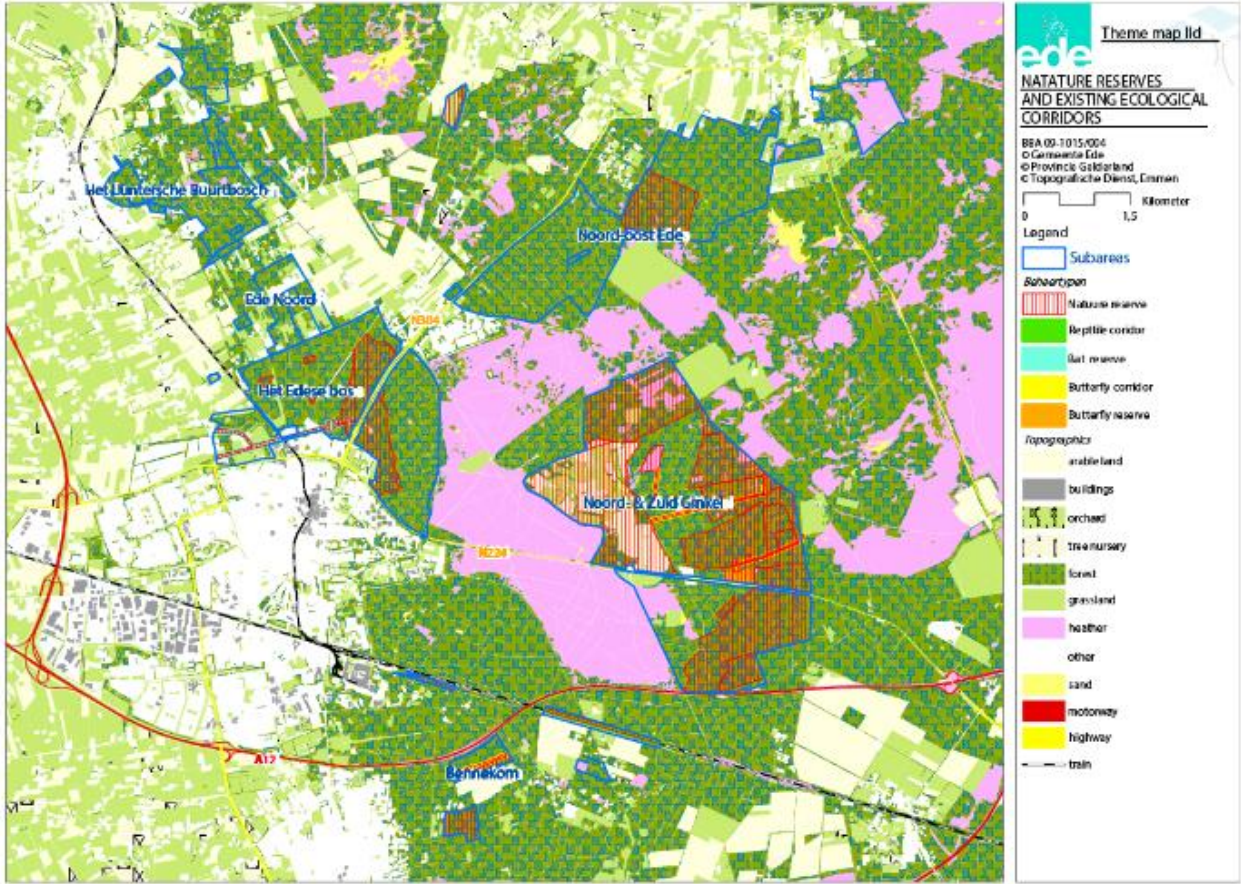 Het Luntersche Buurtbosch
Noord-oost Ede
Ede Noord
N304
Het Edese bos
Noord- & Zuid Ginkel
N224
A12
Bennekom
ede
Theme map IId
NATATURE RESERVES
AND EXISTING ECOLOGICAL
CORRIDORS
BBA 09-1015/004
© Gemeente Ede
© Provincie Gelderland
© Topografische Dienst, Emmen
Kilometer
0 1,5
Legend
Subareas
Beheertypen
Natuure reserve
Reptile coridor
Bat reserve
Butterfly corridor
Butterfly reserve
Topographics
arable land
buildings
orchard
tree nursery
forest
grassland
heather
other
sand
motorway
highway
train